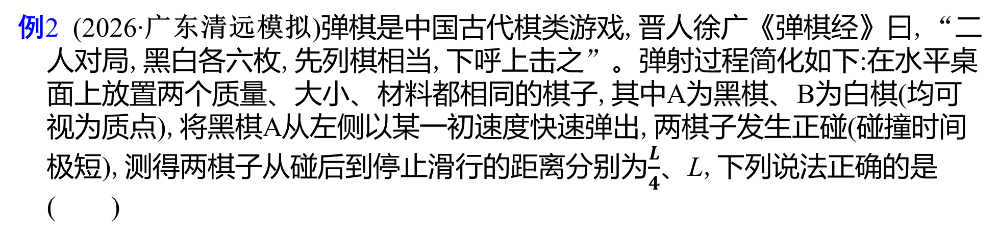 例2 (2026·广东清远模拟)弹棋是中国古代棋类游戏, 晋人徐广《弹棋经》曰, “二
人对局, 黑白各六枚, 先列棋相当, 下呼上击之”。弹射过程简化如下:在水平桌
面上放置两个质量、大小、材料都相同的棋子, 其中A为黑棋、B为白棋(均可
视为质点), 将黑棋A从左侧以某一初速度快速弹出, 两棋子发生正碰(碰撞时间
极短), 测得两棋子从碰后到停止滑行的距离分别为L/4、L, 下列说法正确的是
(  )